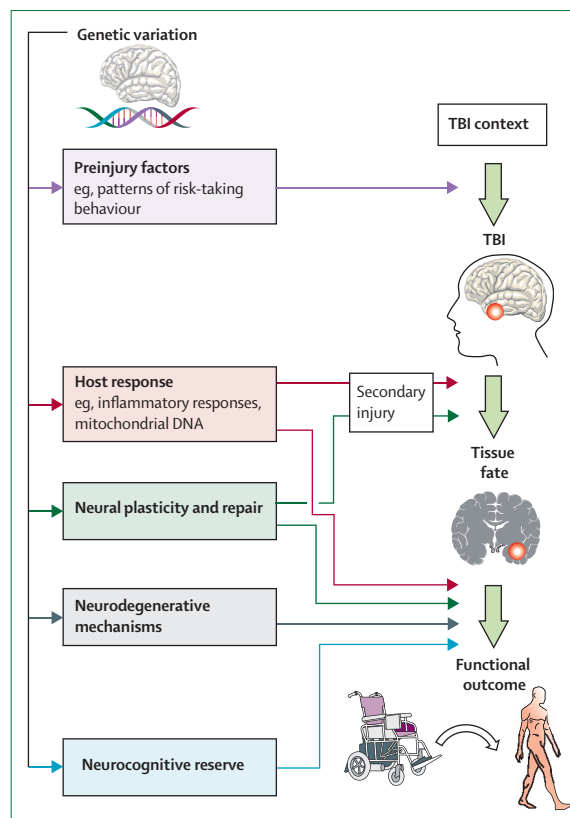 Genetic variation
TBI context
Preinjury factors
eg, patterns of risk-taking
behaviour
TBI
Host response
eg, inflammatory responses,
mitochondrial DNA
Secondary
injury
Tissue
fate
Neural plasticity and repair
Neurodegenerative
mechanisms
Functional
outcome
Neurocognitive reserve